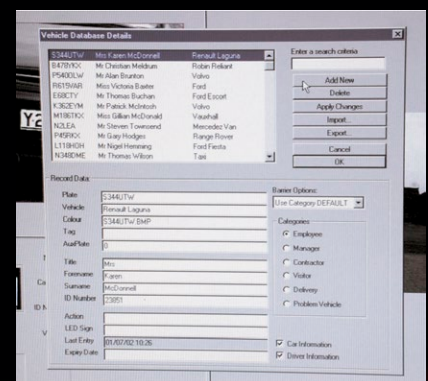 Vehicle Database Details
S344UTW Mrs Karen McDonnell Renault Laguna
B478YKX Mr Christian Meldrum Robin Reliant
P540OLW Mr Alan Brunton Volvo
R619VAR Miss Victoria Baxter Ford
E68CTY Mr Thomas Buchan Ford Escort
K362EYM Mr Patrick McIntosh Volvo
M186TKX Miss Gillian McDonald Vauxhall
N2LEA Mr Steven Townsend Mercedez Van
P45RKX Mr Gary Hodges Range Rover
L118HOH Mr Nigel Hemming Ford Fiesta
N348DME Mr Thomas Wilson Taxi
Enter a search criteria
Add New
Delete
Apply Changes
Import...
Export...
Cancel
OK
Record Data:
Plate S344UTW
Vehicle Renault Laguna
Colour S344UTW.BMP
Tag
AuxPlate 0
Title Mrs
Forename Karen
Surname McDonnell
ID Number 23851
Action
LED Sign
Last Entry 01/07/02 10:26
Expiry Date
Barrier Options:
Use Category DEFAULT
Categories
Employee
Manager
Contractor
Visitor
Delivery
Problem Vehicle
Car Information
Driver Information